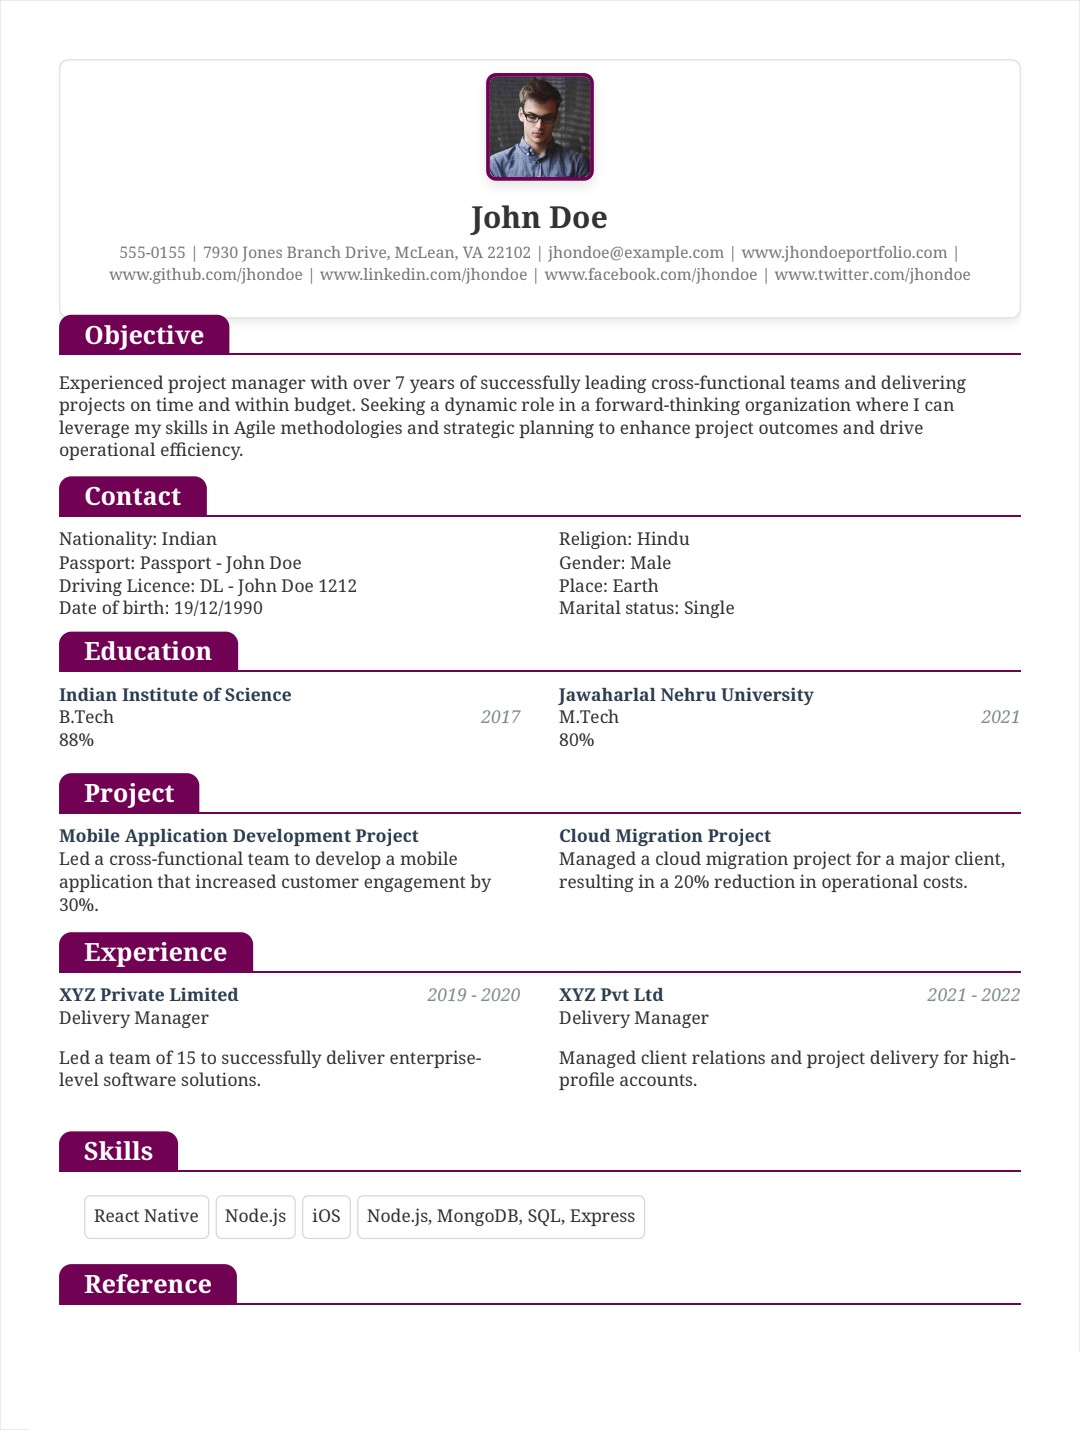 John Doe
555-0155 | 7930 Jones Branch Drive, McLean, VA 22102 | jhondoe@example.com | www.jhondoeportfolio.com |
www.github.com/jhondoe | www.linkedin.com/jhondoe | www.facebook.com/jhondoe | www.twitter.com/jhondoe
Objective
Experienced project manager with over 7 years of successfully leading cross-functional teams and delivering
projects on time and within budget. Seeking a dynamic role in a forward-thinking organization where I can
leverage my skills in Agile methodologies and strategic planning to enhance project outcomes and drive
operational efficiency.
Contact
Nationality: Indian
Passport: Passport - John Doe
Driving Licence: DL - John Doe 1212
Date of birth: 19/12/1990
Religion: Hindu
Gender: Male
Place: Earth
Marital status: Single
Education
Indian Institute of Science
B.Tech 2017
88%
Jawaharlal Nehru University
M.Tech 2021
80%
Project
Mobile Application Development Project
Led a cross-functional team to develop a mobile
application that increased customer engagement by
30%.
Cloud Migration Project
Managed a cloud migration project for a major client,
resulting in a 20% reduction in operational costs.
Experience
XYZ Private Limited 2019 - 2020
Delivery Manager
Led a team of 15 to successfully deliver enterprise-
level software solutions.
XYZ Pvt Ltd 2021 - 2022
Delivery Manager
Managed client relations and project delivery for high-
profile accounts.
Skills
React Native Node.js iOS Node.js, MongoDB, SQL, Express
Reference